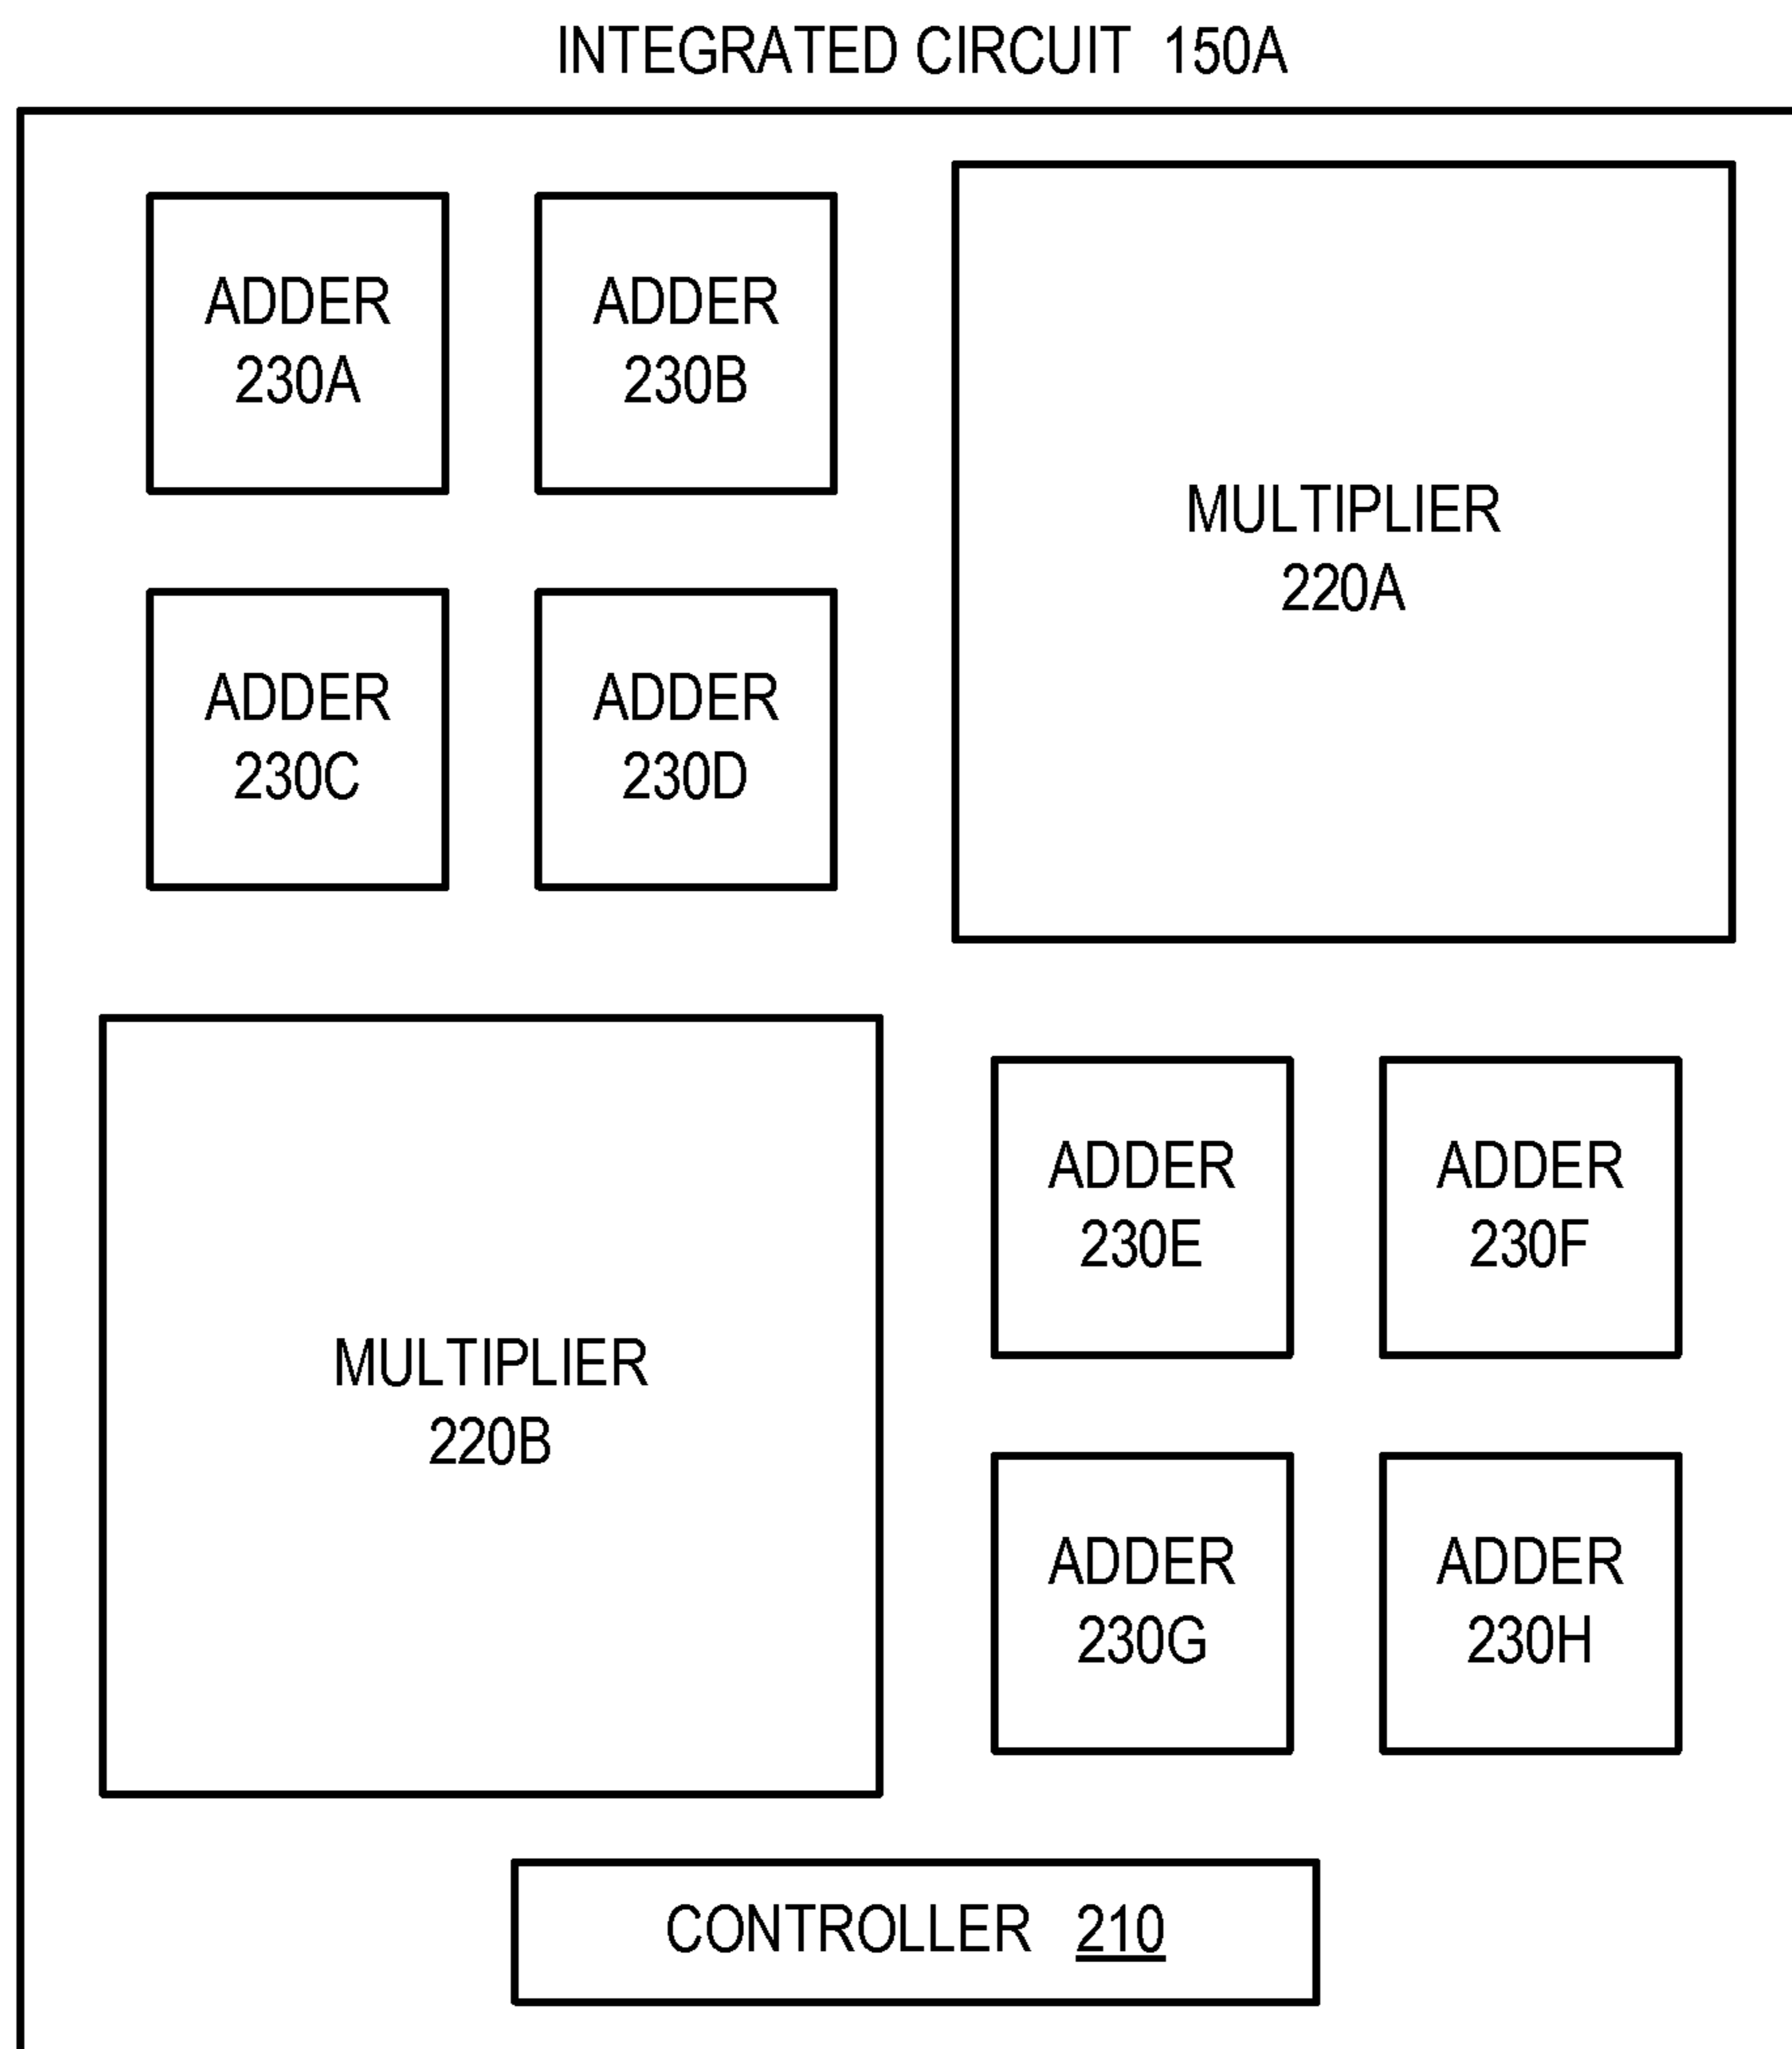 INTEGRATED CIRCUIT 150A
ADDER
230A
ADDER
230B
MULTIPLIER
220A
ADDER
230C
ADDER
230D
MULTIPLIER
220B
ADDER
230E
ADDER
230F
ADDER
230G
ADDER
230H
CONTROLLER 210